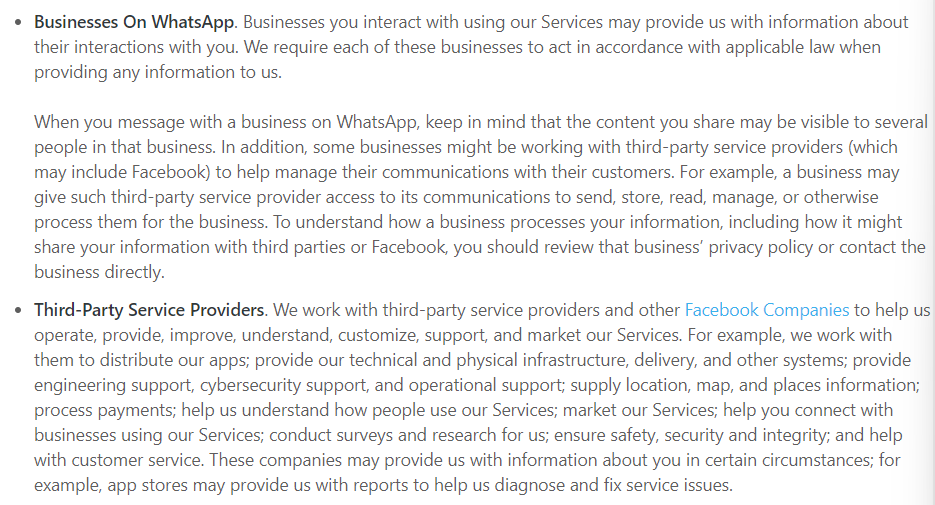 Businesses On WhatsApp. Businesses you interact with using our Services may provide us with information about
their interactions with you. We require each of these businesses to act in accordance with applicable law when
providing any information to us.
When you message with a business on WhatsApp, keep in mind that the content you share may be visible to several
people in that business. In addition, some businesses might be working with third-party service providers (which
may include Facebook) to help manage their communications with their customers. For example, a business may
give such third-party service provider access to its communications to send, store, read, manage, or otherwise
process them for the business. To understand how a business processes your information, including how it might
share your information with third parties or Facebook, you should review that business’ privacy policy or contact the
business directly.
Third-Party Service Providers. We work with third-party service providers and other Facebook Companies to help us
operate, provide, improve, understand, customize, support, and market our Services. For example, we work with
them to distribute our apps; provide our technical and physical infrastructure, delivery, and other systems; provide
engineering support, cybersecurity support, and operational support; supply location, map, and places information;
process payments; help us understand how people use our Services; market our Services; help you connect with
businesses using our Services; conduct surveys and research for us; ensure safety, security and integrity; and help
with customer service. These companies may provide us with information about you in certain circumstances; for
example, app stores may provide us with reports to help us diagnose and fix service issues.